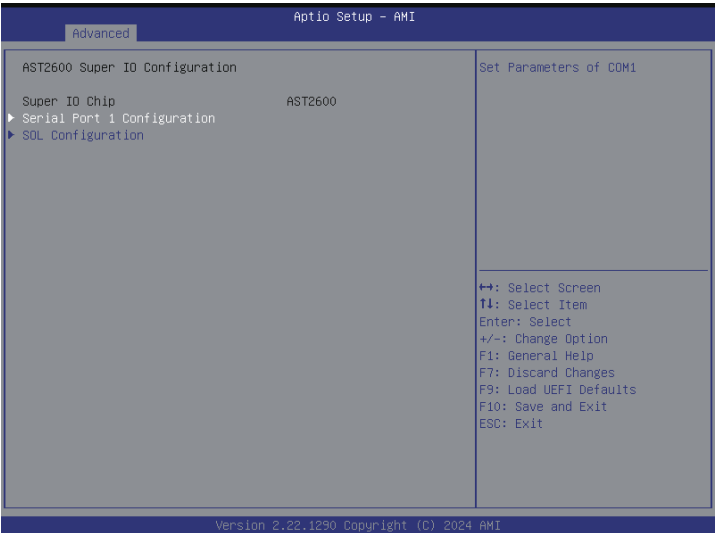 Aptio Setup - AMI
Advanced
AST2600 Super IO Configuration
Super IO Chip AST2600
Serial Port 1 Configuration
SOL Configuration
Set Parameters of COM1
↔: Select Screen
↑↓: Select Item
Enter: Select
+/-: Change Option
F1: General Help
F7: Discard Changes
F9: Load UEFI Defaults
F10: Save and Exit
ESC: Exit
Version 2.22.1290 Copyright (C) 2024 AMI